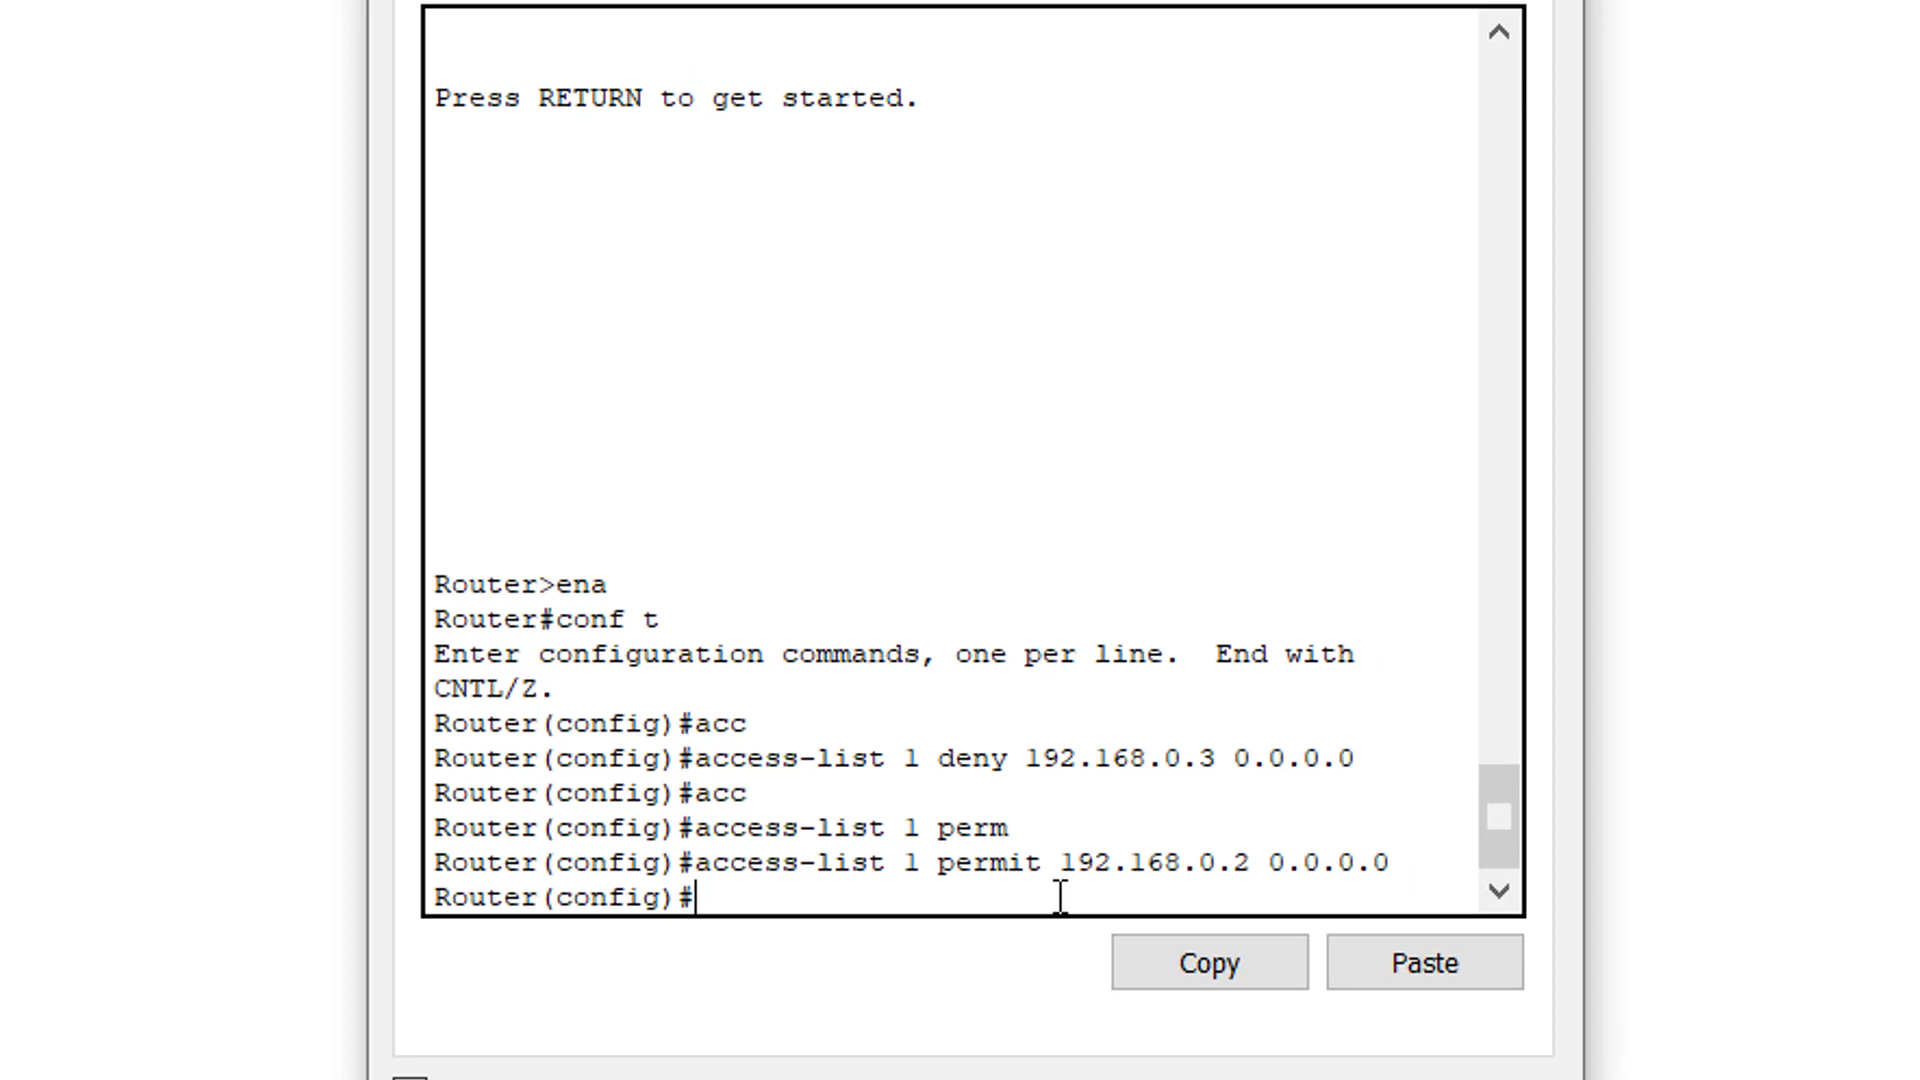 Press RETURN to get started.
Router>ena
Router#conf t
Enter configuration commands, one per line.  End with
CNTL/Z.
Router(config)#acc
Router(config)#access-list 1 deny 192.168.0.3 0.0.0.0
Router(config)#acc
Router(config)#access-list 1 perm
Router(config)#access-list 1 permit 192.168.0.2 0.0.0.0
Router(config)#
Copy Paste